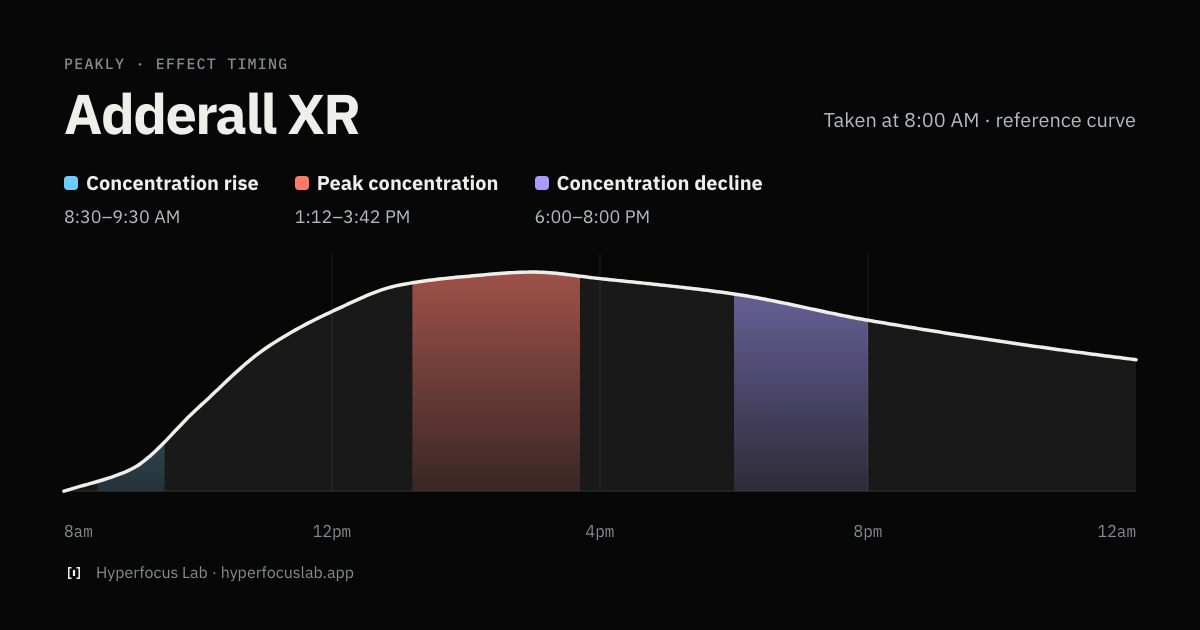 PEAKLY · EFFECT TIMING
Adderall XR
Taken at 8:00 AM · reference curve
Concentration rise
Peak concentration
Concentration decline
8:30–9:30 AM
1:12–3:42 PM
6:00–8:00 PM
8am
12pm
4pm
8pm
12am
Hyperfocus Lab · hyperfocuslab.app